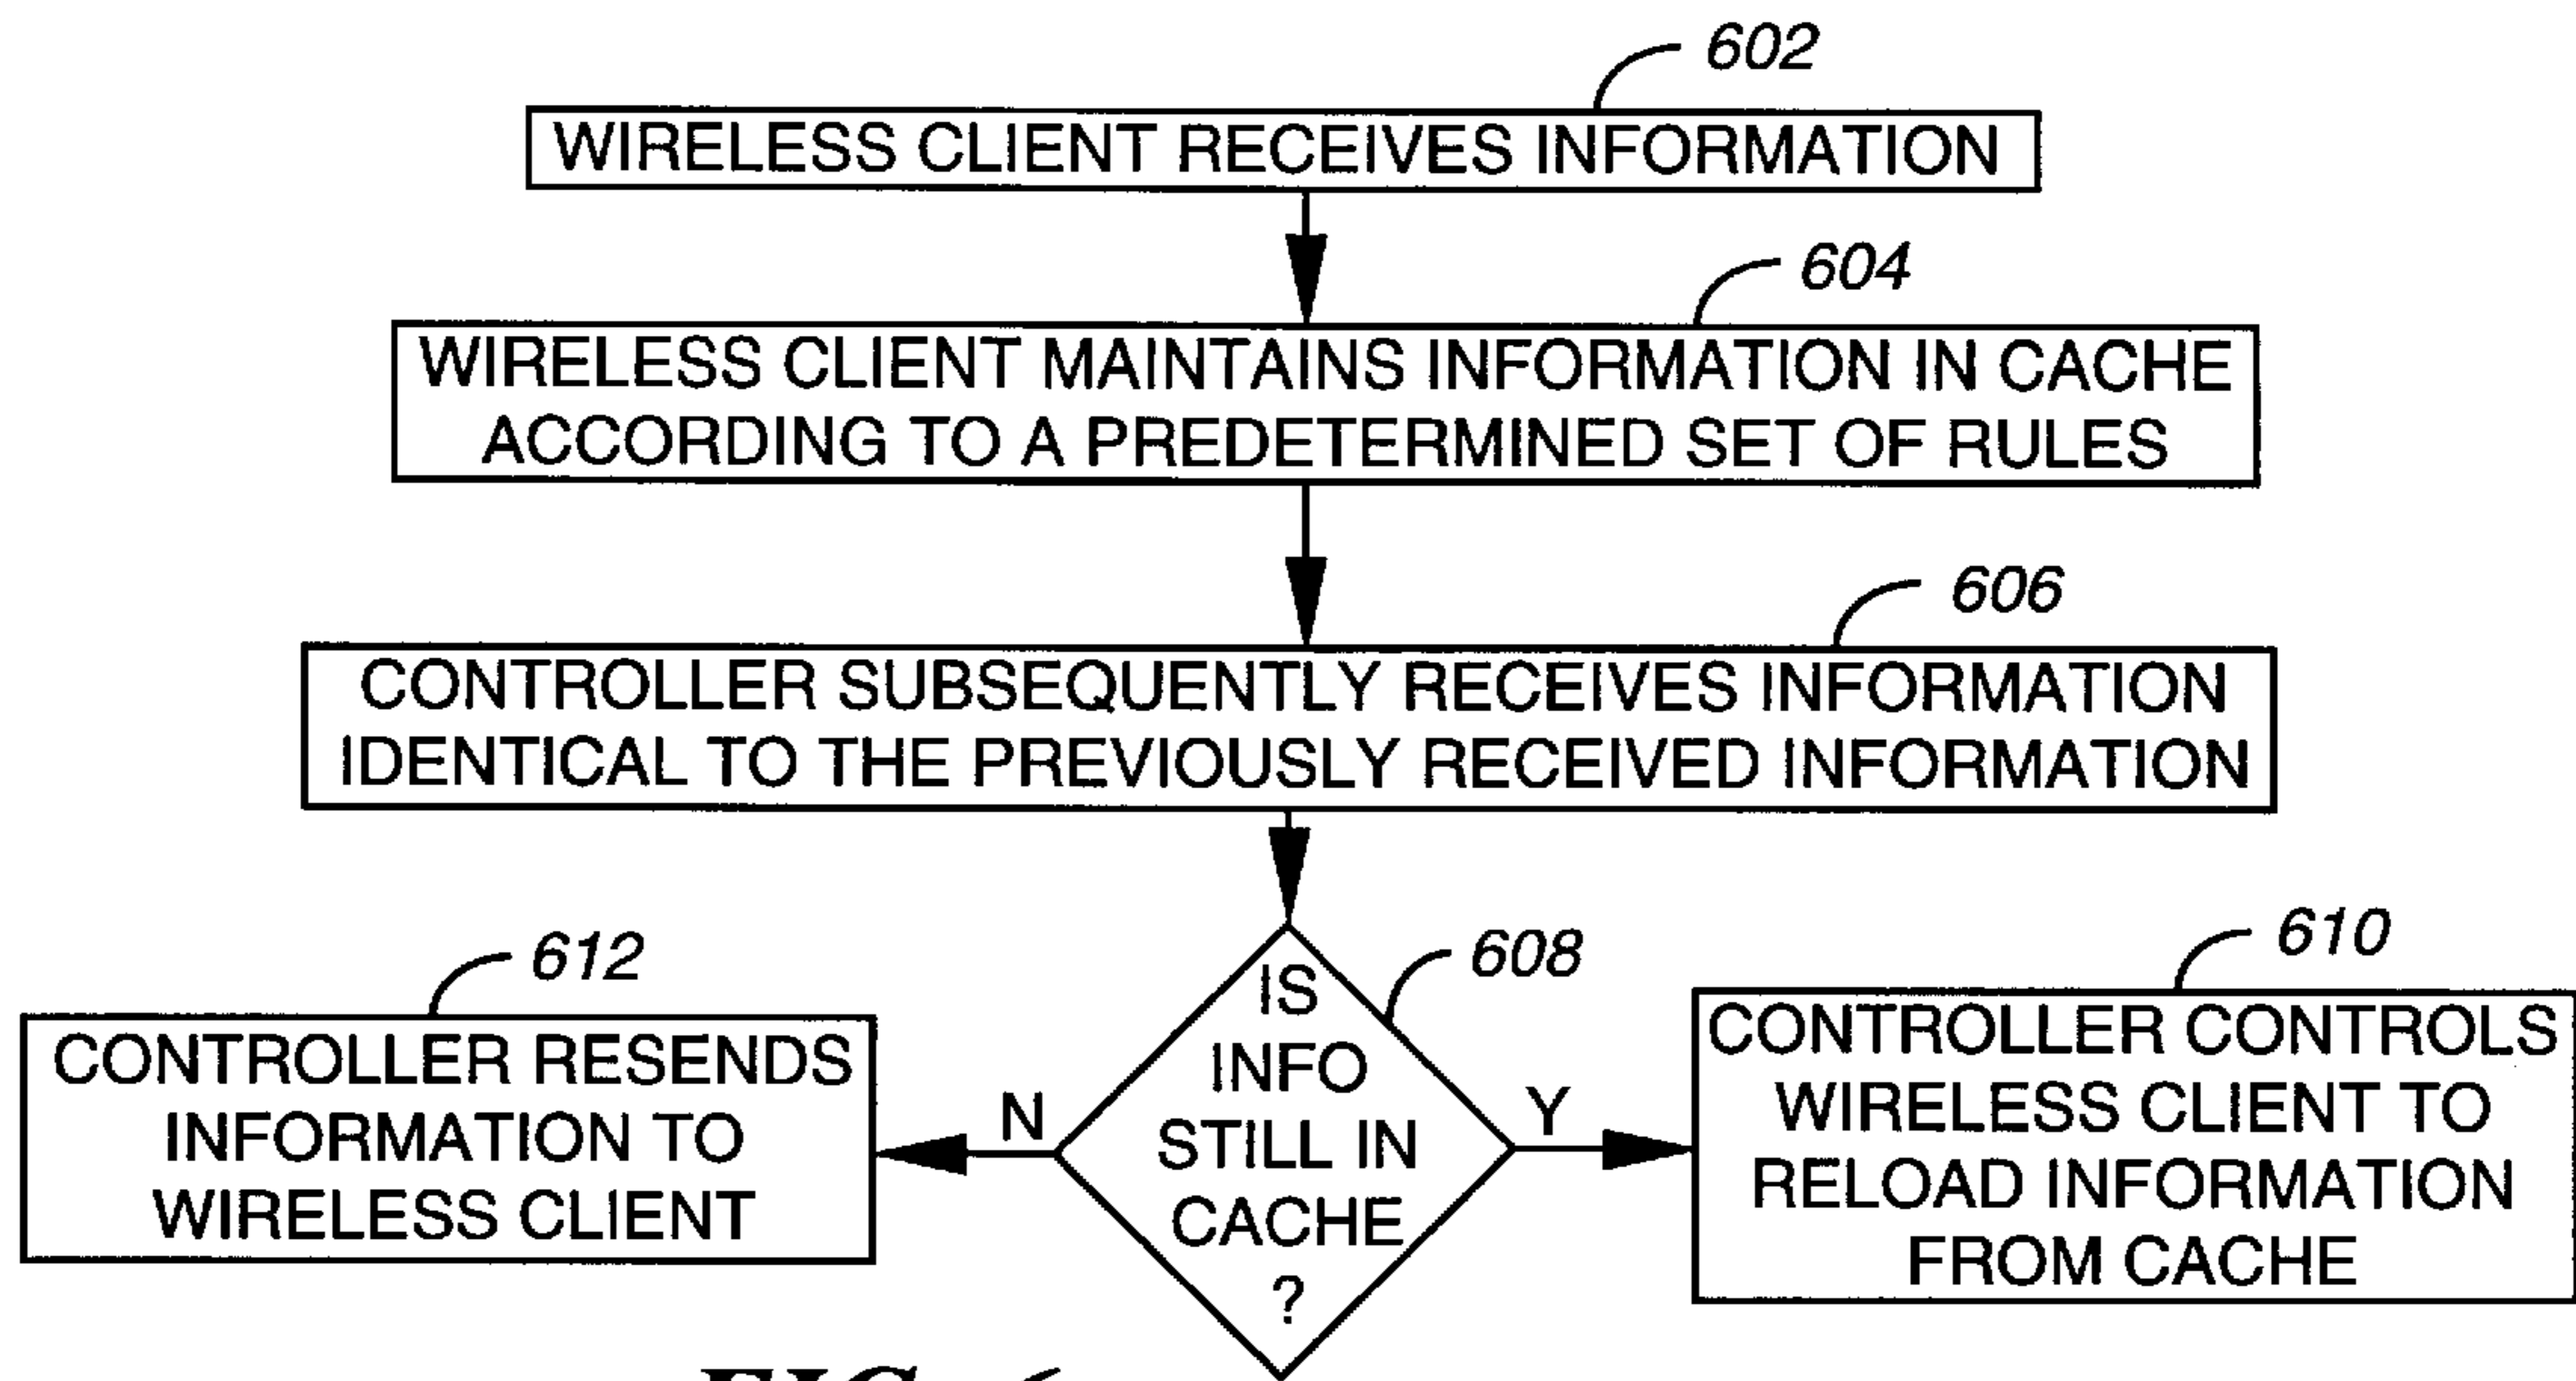 602
WIRELESS CLIENT RECEIVES INFORMATION
604
WIRELESS CLIENT MAINTAINS INFORMATION IN CACHE
ACCORDING TO A PREDETERMINED SET OF RULES
606
CONTROLLER SUBSEQUENTLY RECEIVES INFORMATION
IDENTICAL TO THE PREVIOUSLY RECEIVED INFORMATION
612
CONTROLLER RESENDS
INFORMATION TO
WIRELESS CLIENT
N
608
IS
INFO
STILL IN
CACHE
?
Y
610
CONTROLLER CONTROLS
WIRELESS CLIENT TO
RELOAD INFORMATION
FROM CACHE